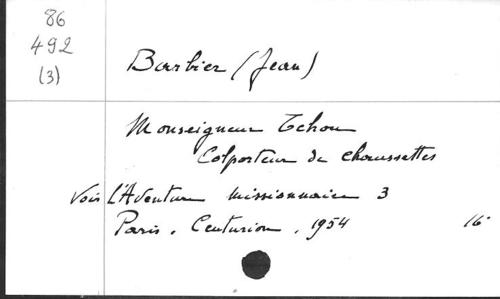 86
492
(3)
Barbier (Jean)
Monseigneur Tchou
Colporteur de chaussettes
Voir L'Aventure missionnaire 3
Paris. Centurion. 1954 16°